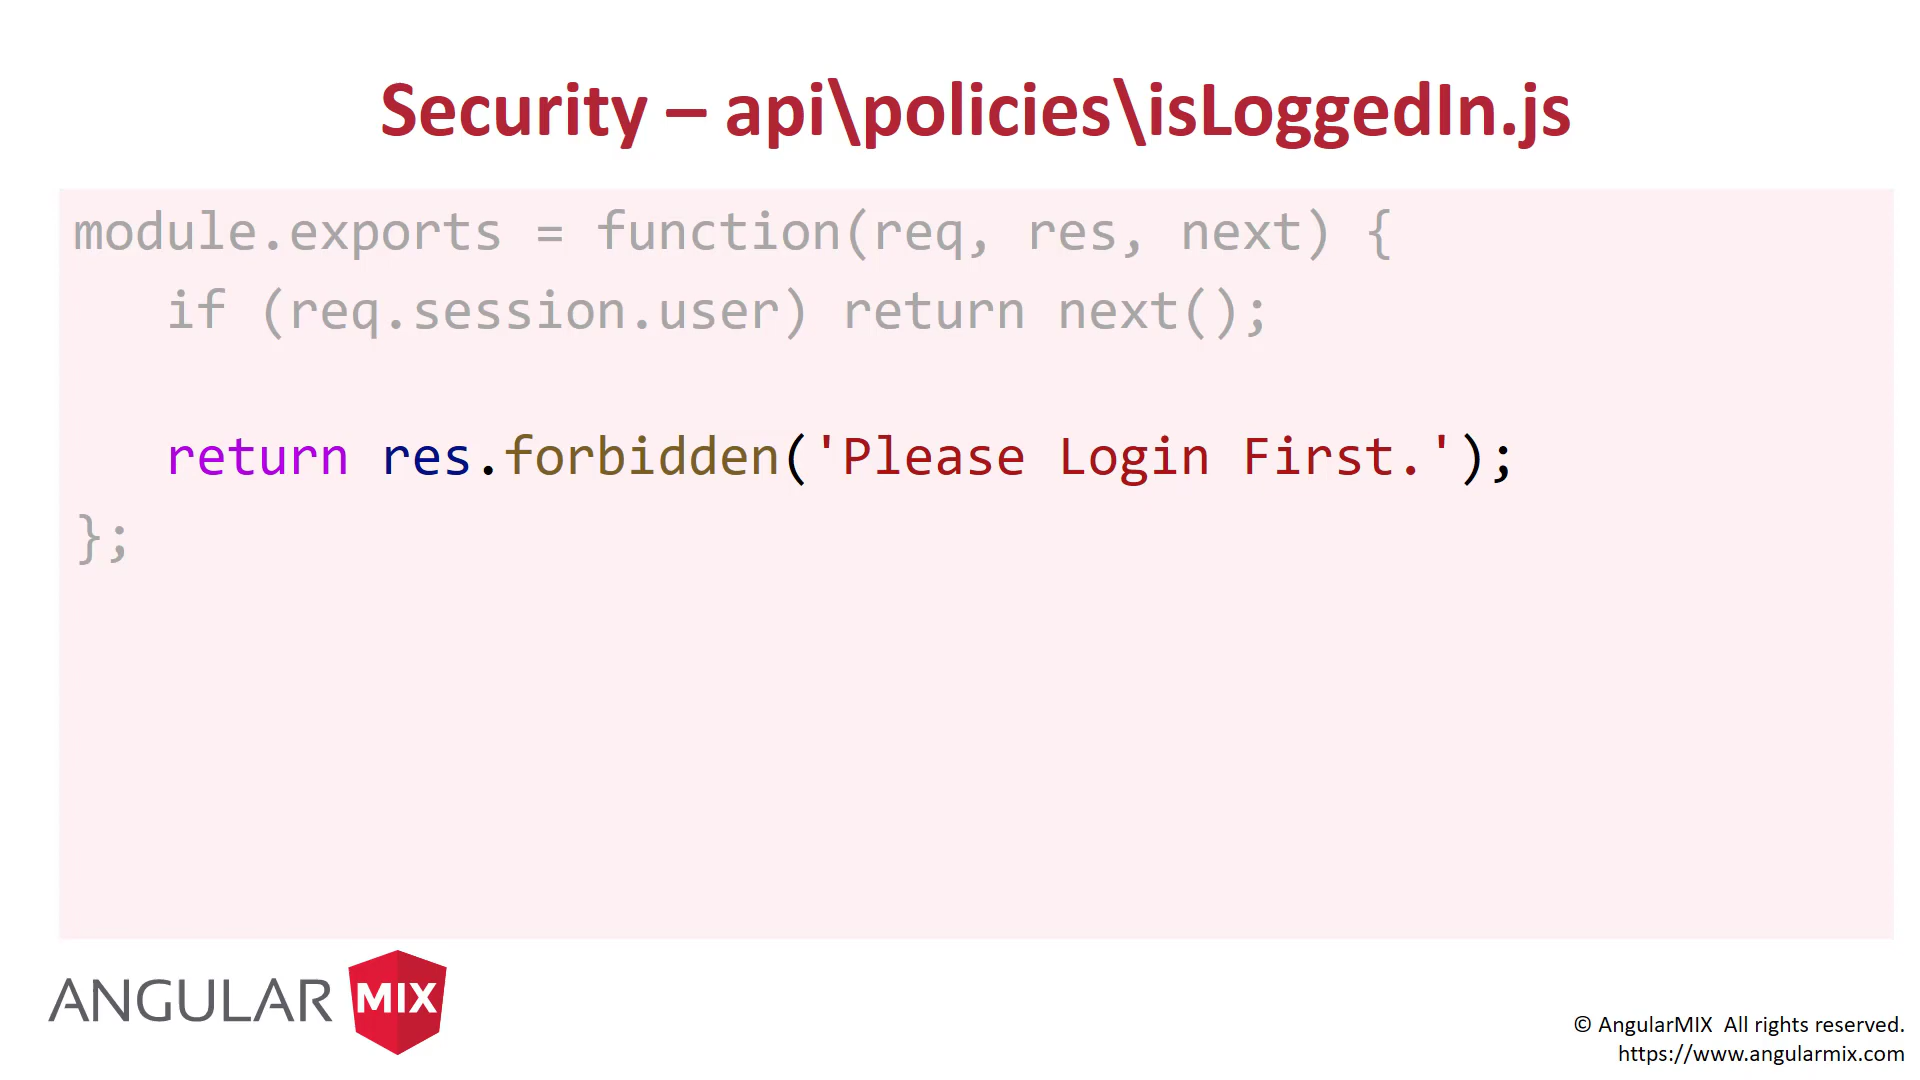 Security – api\policies\isLoggedIn.js
module.exports = function(req, res, next) {
if (req.session.user) return next();
return res.forbidden('Please Login First.');
};
ANGULAR MIX
© AngularMIX All rights reserved.
https://www.angularmix.com